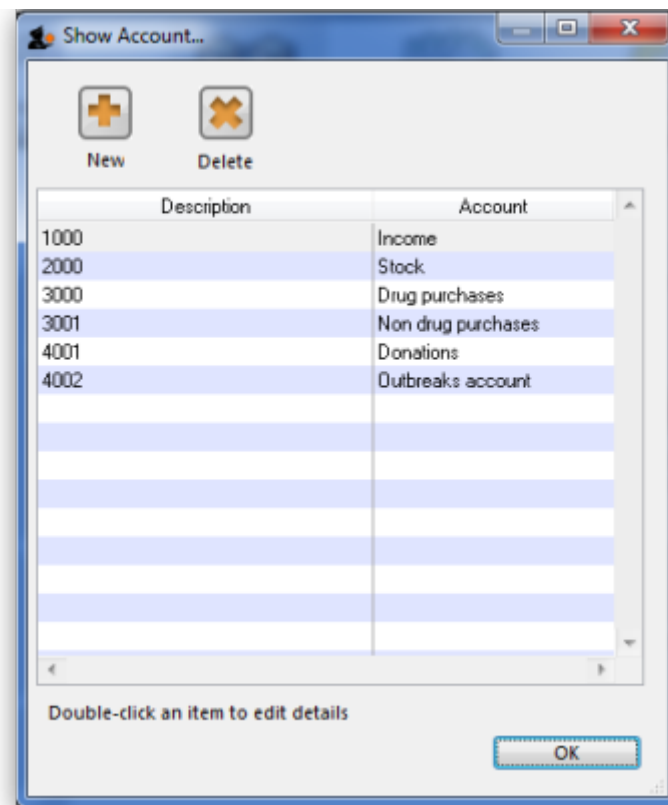 Show Account...
New Delete
Description Account
1000 Income
2000 Stock
3000 Drug purchases
3001 Non drug purchases
4001 Donations
4002 Outbreaks account
Double-click an item to edit details
OK